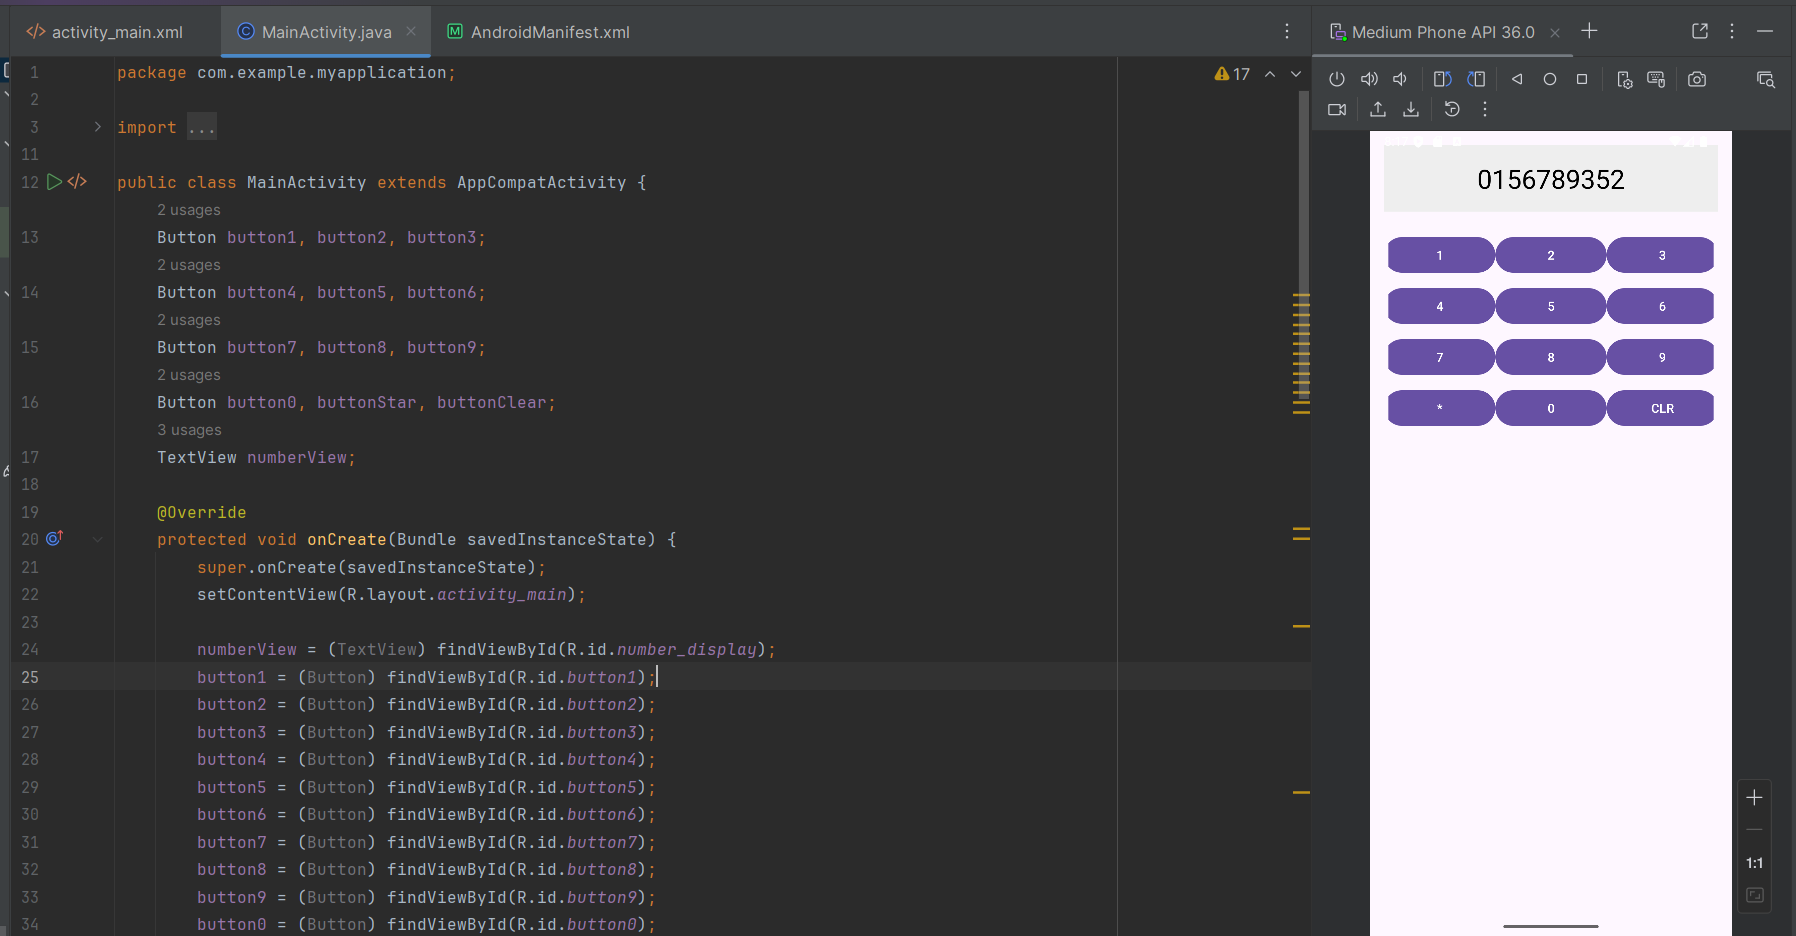 activity_main.xml
MainActivity.java
AndroidManifest.xml
Medium Phone API 36.0
17
1 package com.example.myapplication;
2
3 import ...
11
12 public class MainActivity extends AppCompatActivity {
2 usages
13 Button button1, button2, button3;
2 usages
14 Button button4, button5, button6;
2 usages
15 Button button7, button8, button9;
2 usages
16 Button button0, buttonStar, buttonClear;
3 usages
17 TextView numberView;
18
19 @Override
20 protected void onCreate(Bundle savedInstanceState) {
21 super.onCreate(savedInstanceState);
22 setContentView(R.layout.activity_main);
23
24 numberView = (TextView) findViewById(R.id.number_display);
25 button1 = (Button) findViewById(R.id.button1);
26 button2 = (Button) findViewById(R.id.button2);
27 button3 = (Button) findViewById(R.id.button3);
28 button4 = (Button) findViewById(R.id.button4);
29 button5 = (Button) findViewById(R.id.button5);
30 button6 = (Button) findViewById(R.id.button6);
31 button7 = (Button) findViewById(R.id.button7);
32 button8 = (Button) findViewById(R.id.button8);
33 button9 = (Button) findViewById(R.id.button9);
34 button0 = (Button) findViewById(R.id.button0);
0156789352
1 2 3
4 5 6
7 8 9
* 0 CLR
1:1